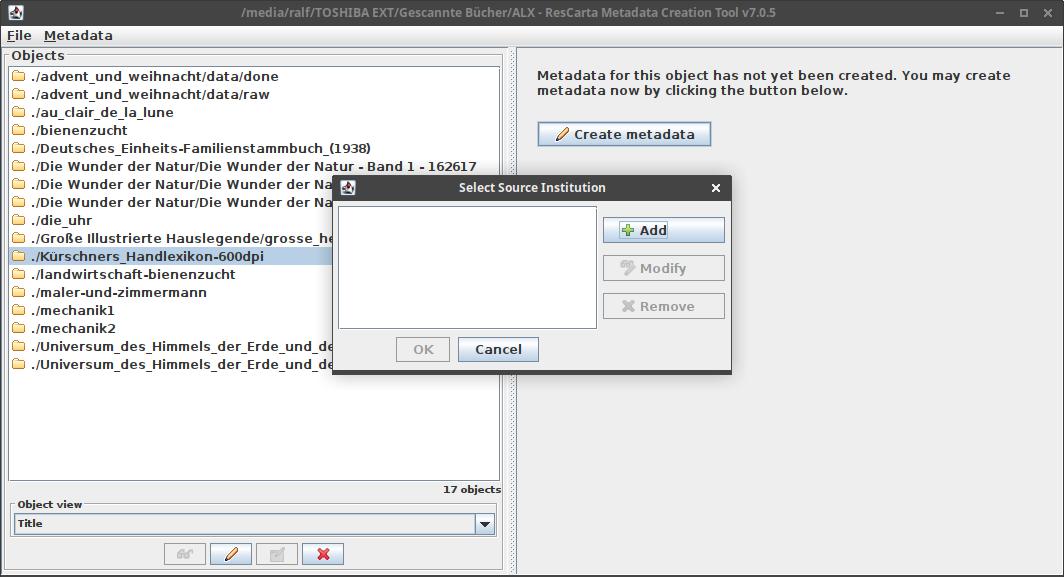 /media/ralf/TOSHIBA EXT/Gescannte Bücher/ALX - ResCarta Metadata Creation Tool v7.0.5
File Metadata
Objects
./advent_und_weihnacht/data/done
./advent_und_weihnacht/data/raw
./au_clair_de_la_lune
./bienenzucht
./Deutsches_Einheits-Familienstammbuch_(1938)
./Die Wunder der Natur/Die Wunder der Natur - Band 1 - 162617
./Die Wunder der Natur/Die Wunder der Na
./Die Wunder der Natur/Die Wunder der Na
./die_uhr
./Große Illustrierte Hauslegende/grosse_he
./Kürschners_Handlexikon-600dpi
./landwirtschaft-bienenzucht
./maler-und-zimmermann
./mechanik1
./mechanik2
./Universum_des_Himmels_der_Erde_und_de
./Universum_des_Himmels_der_Erde_und_de
17 objects
Object view
Title
Metadata for this object has not yet been created. You may create
metadata now by clicking the button below.
Create metadata
Select Source Institution
Add
Modify
Remove
OK
Cancel